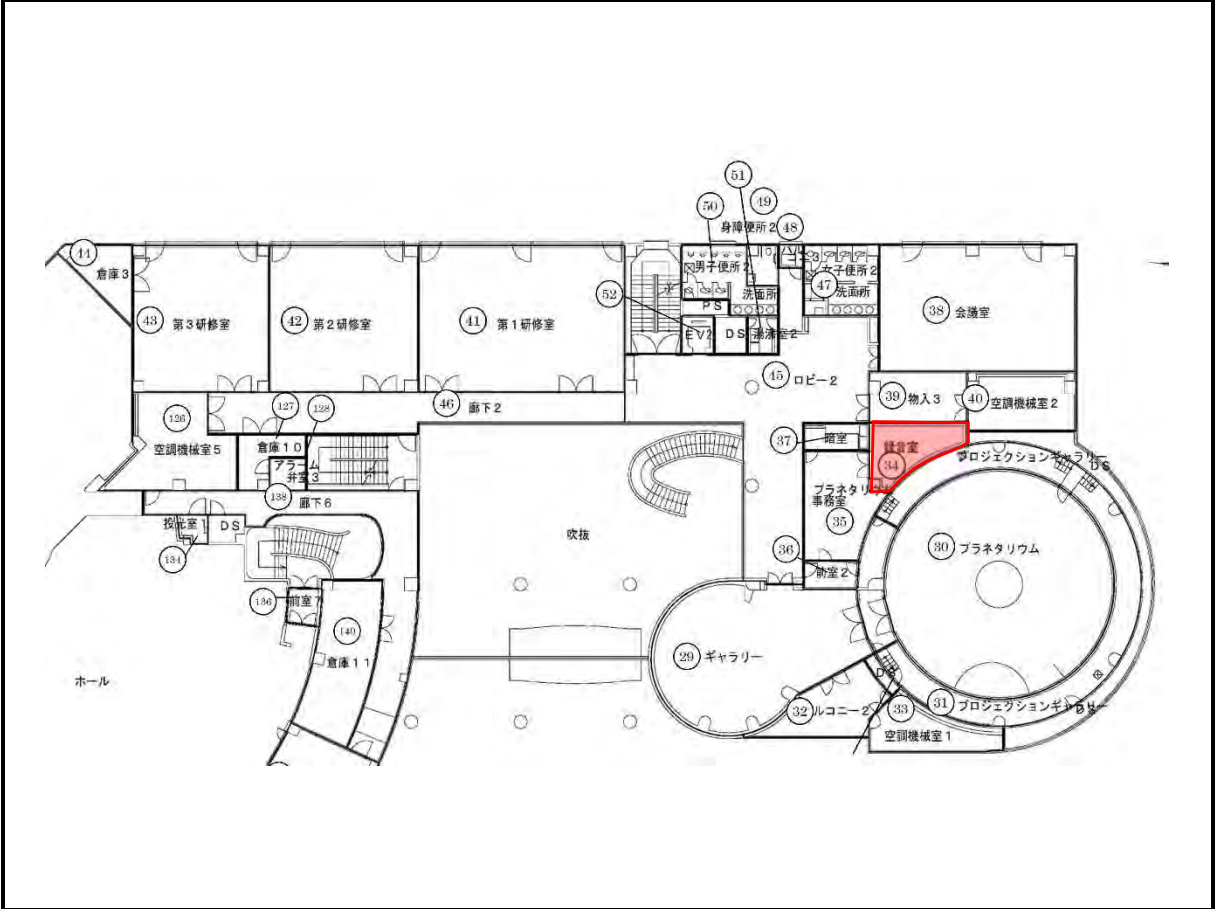 51
50
49
身障便所2
48
44
倉庫3
男子便所2
女子便所2
43
第3研修室
42
第2研修室
41
第1研修室
52
洗面所
47
洗面所
38
会議室
PS
EV2
DS
湯沸室2
45
ロビー2
46
廊下2
39
物入3
40
空調機械室2
126
127
128
倉庫10
空調機械室5
アラーム
弁室3
37
暗室
録音室
34
プロジェクションギャラリー
DS
138
廊下6
プラネタリウム
事務室
35
投光室1
DS
吹抜
30
プラネタリウム
134
36
前室2
136
前室7
140
倉庫11
29
ギャラリー
ホール
DS
32
ルコニー2
33
31
プロジェクションギャラリー
DS
空調機械室1